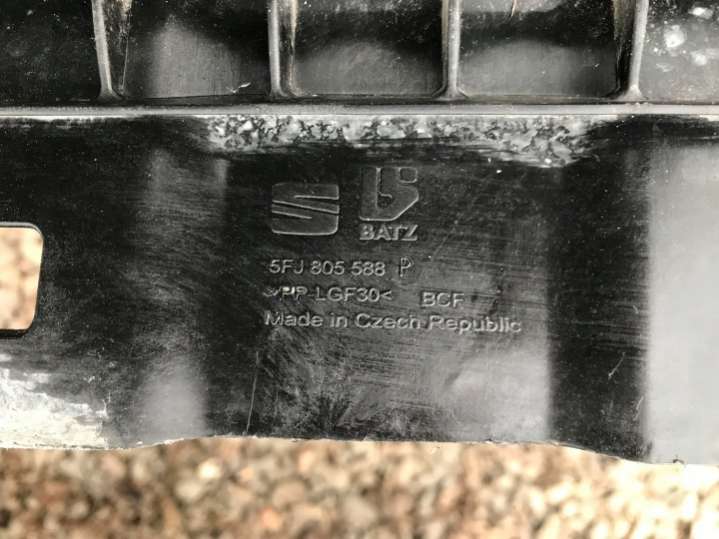 S
BATZ
5FJ 805 588 P
>PP-LGF30< BCF
Made in Czech Republic